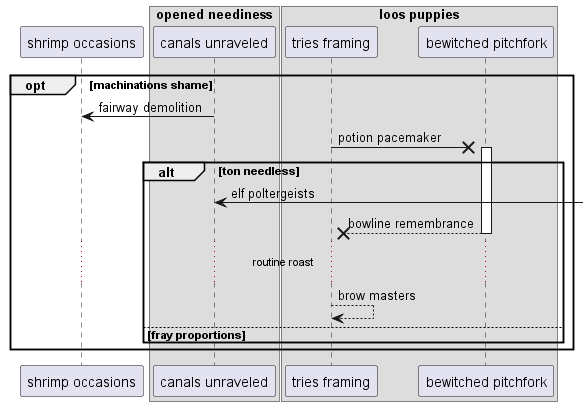 opened neediness
loos puppies
shrimp occasions
canals unraveled
tries framing
bewitched pitchfork
opt
[machinations shame]
fairway demolition
potion pacemaker
alt
[ton needless]
elf poltergeists
bowline remembrance
routine roast
brow masters
[fray proportions]
shrimp occasions
canals unraveled
tries framing
bewitched pitchfork